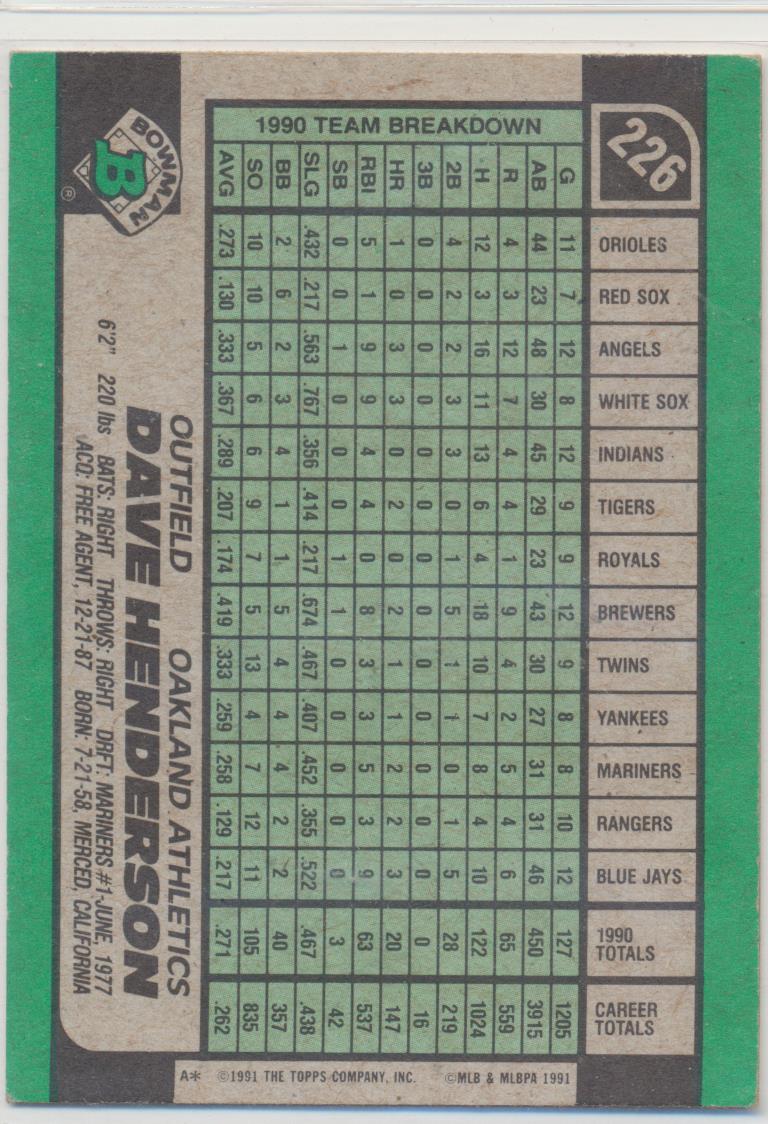 226
BOWMAN
B
®
OUTFIELD OAKLAND ATHLETICS
DAVE HENDERSON
6'2" 220 lbs BATS: RIGHT THROWS: RIGHT DRFT: MARINERS #1-JUNE, 1977
ACQ: FREE AGENT, 12-21-87 BORN: 7-21-58, MERCED, CALIFORNIA
1990 TEAM BREAKDOWN
G AB R H 2B 3B HR RBI SB SLG BB SO AVG
ORIOLES 11 44 4 12 4 0 1 5 0 .432 2 10 .273
RED SOX 7 23 3 3 2 0 0 1 0 .217 6 10 .130
ANGELS 12 48 12 16 2 0 3 9 1 .563 2 5 .333
WHITE SOX 8 30 7 11 3 0 3 9 0 .767 3 6 .367
INDIANS 12 45 4 13 3 0 0 4 0 .356 4 6 .289
TIGERS 9 29 4 6 0 0 2 4 0 .414 1 9 .207
ROYALS 9 23 1 4 1 0 0 0 1 .217 1 7 .174
BREWERS 12 43 9 18 5 0 2 8 1 .674 5 5 .419
TWINS 9 30 4 10 1 0 1 3 0 .467 4 13 .333
YANKEES 8 27 2 7 1 0 1 3 0 .407 4 4 .259
MARINERS 8 31 5 8 0 0 2 5 0 .452 4 7 .258
RANGERS 10 31 4 4 1 0 2 3 0 .355 2 12 .129
BLUE JAYS 12 46 6 10 5 0 3 9 0 .522 2 11 .217
1990 TOTALS 127 450 65 122 28 0 20 63 3 .467 40 105 .271
CAREER TOTALS 1205 3915 559 1024 219 16 147 537 42 .438 357 835 .262
A* ©1991 THE TOPPS COMPANY, INC. ©MLB & MLBPA 1991